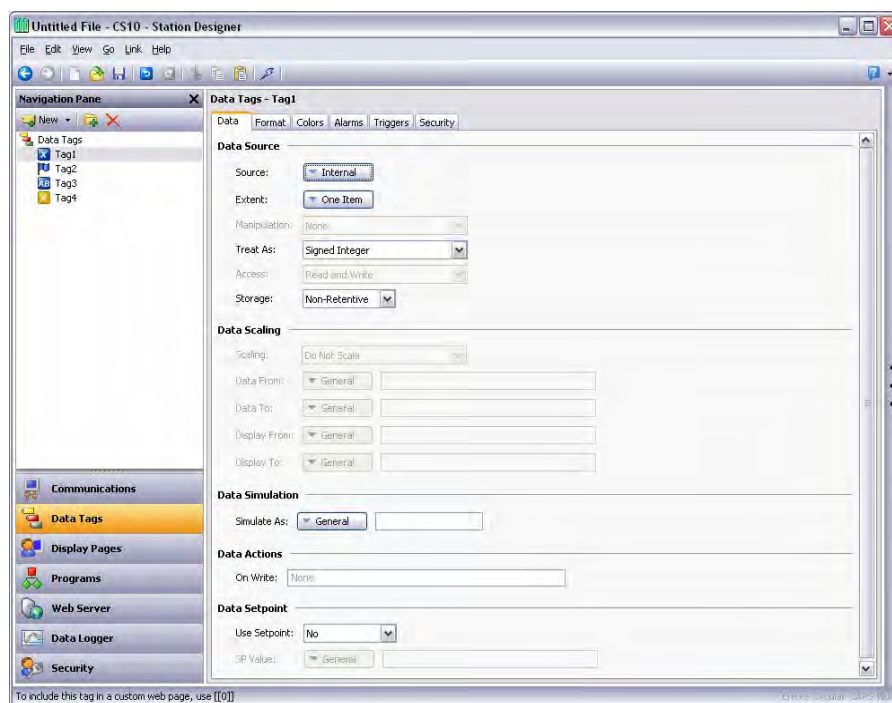 Untitled File - CS10 - Station Designer
File Edit View Go Link Help
Navigation Pane
New
Data Tags
Tag1
Tag2
Tag3
Tag4
Communications
Data Tags
Display Pages
Programs
Web Server
Data Logger
Security
Data Tags - Tag1
Data Format Colors Alarms Triggers Security
Data Source
Source: Internal
Extent: One Item
Manipulation: None
Treat As: Signed Integer
Access: Read and Write
Storage: Non-Retentive
Data Scaling
Scaling: Do Not Scale
Data From: General
Data To: General
Display From: General
Display To: General
Data Simulation
Simulate As: General
Data Actions
On Write: None
Data Setpoint
Use Setpoint: No
SP Value: General
To include this tag in a custom web page, use [[0]]